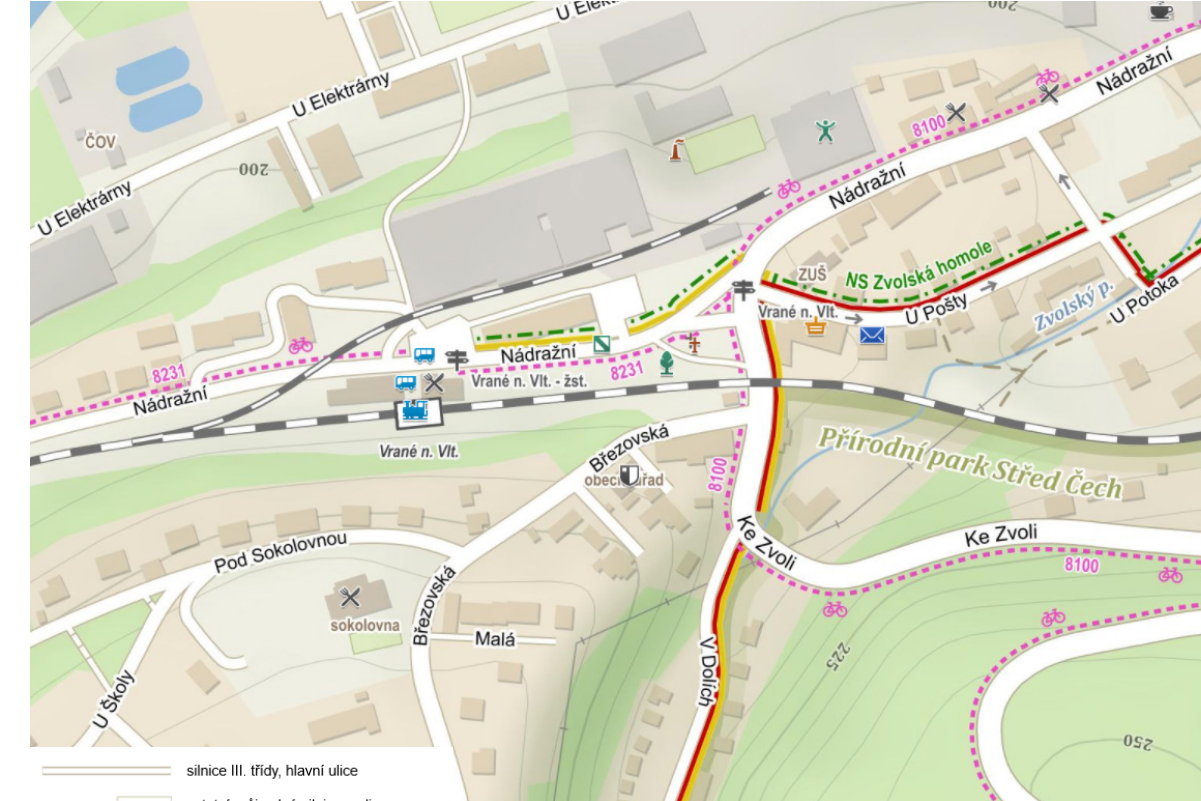 U Elektrárny
200
U Elektrárny
Nádražní
8100
ČOV
200
Nádražní
U Elektrárny
ZUŠ
NS Zvolská homole
U Potoka
Zvolský p.
U Pošty
Vrané n. Vlt.
Nádražní
8231
Vrané n. Vlt. - žst.
8231
Nádražní
Vrané n. Vlt.
Březovská
Přírodní park Střed Čech
8100
Ke Zvoli
Ke Zvoli
8100
Pod Sokolovnou
Březovská
sokolovna
Malá
V Dolích
225
U Školy
250
silnice III. třídy, hlavní ulice